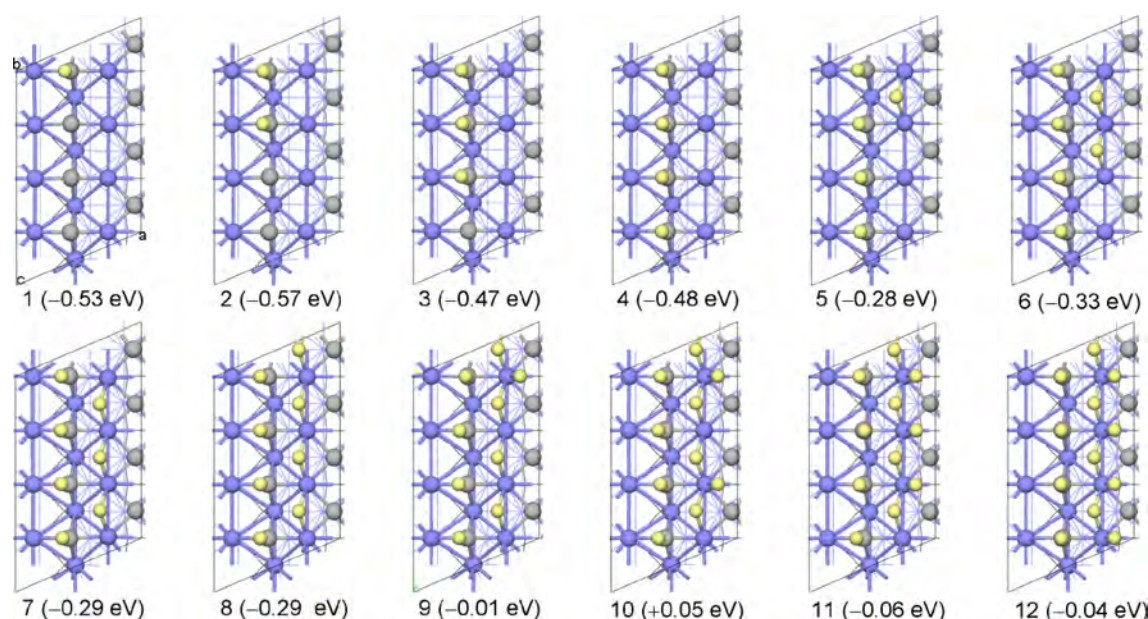 b
a
c
1 (−0.53 eV) 2 (−0.57 eV) 3 (−0.47 eV) 4 (−0.48 eV) 5 (−0.28 eV) 6 (−0.33 eV)
7 (−0.29 eV) 8 (−0.29 eV) 9 (−0.01 eV) 10 (+0.05 eV) 11 (−0.06 eV) 12 (−0.04 eV)